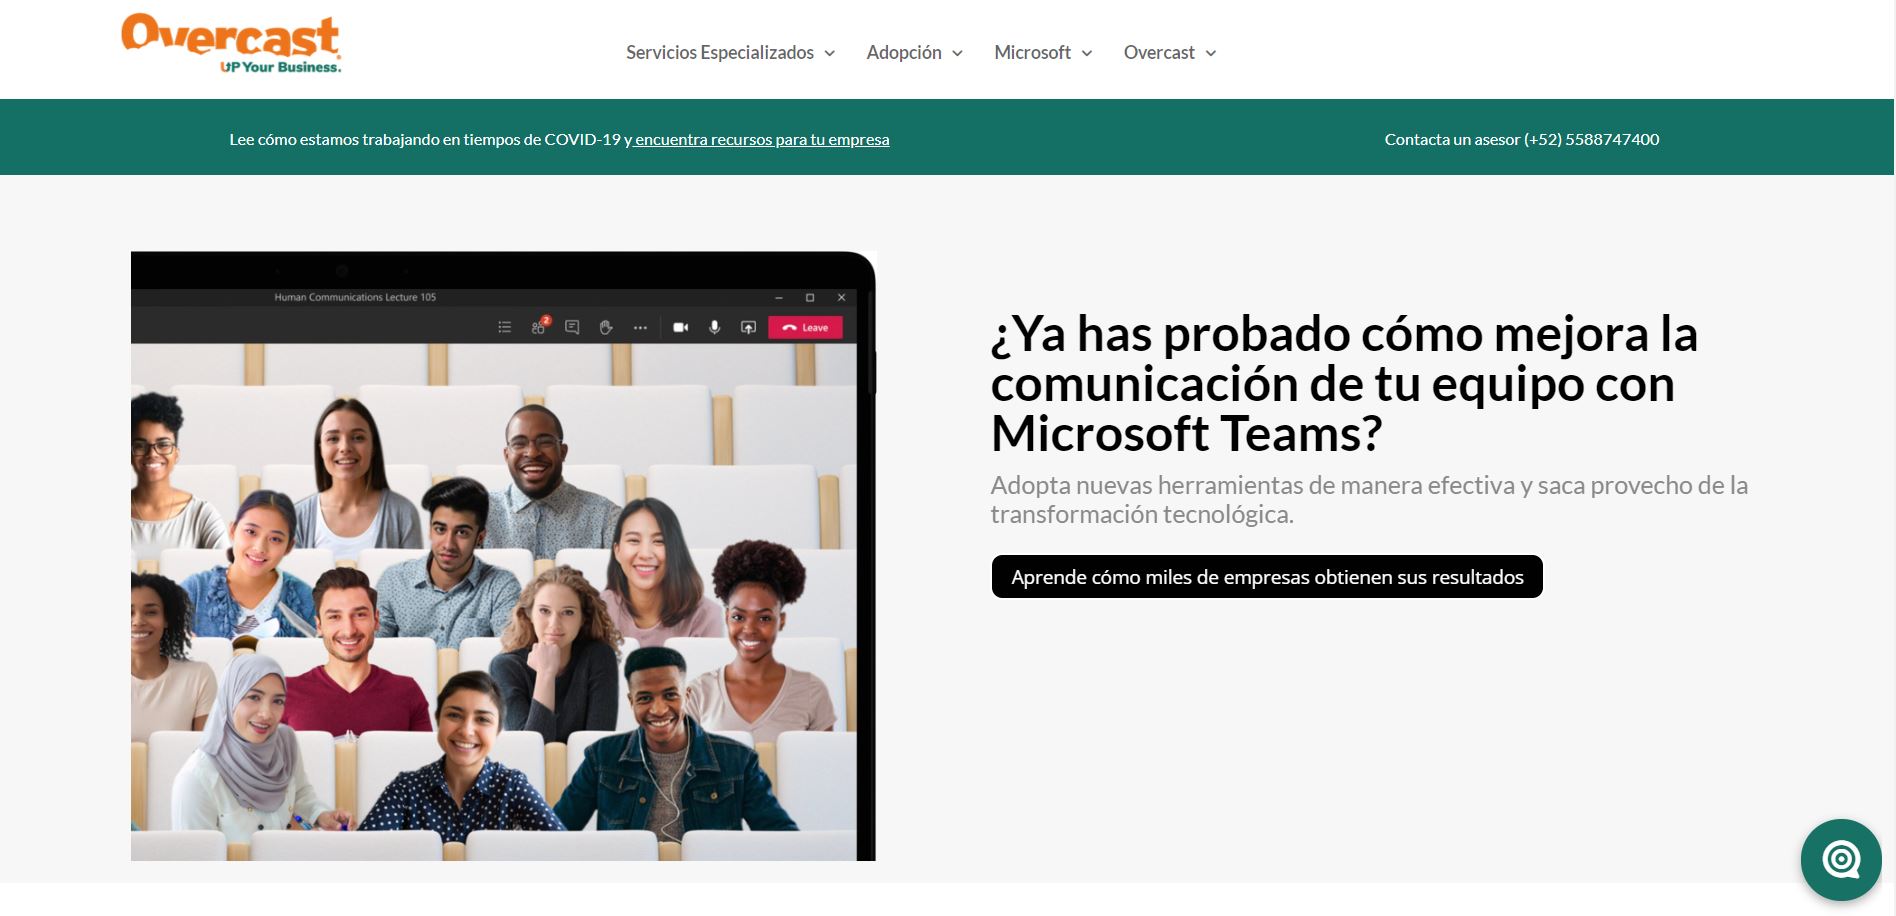 Overcast
UP Your Business.
Servicios Especializados
Adopción
Microsoft
Overcast
Lee cómo estamos trabajando en tiempos de COVID-19 y encuentra recursos para tu empresa
Contacta un asesor (+52) 5588747400
Human Communications Lecture 105
2
Leave
¿Ya has probado cómo mejora la
comunicación de tu equipo con
Microsoft Teams?
Adopta nuevas herramientas de manera efectiva y saca provecho de la
transformación tecnológica.
Aprende cómo miles de empresas obtienen sus resultados